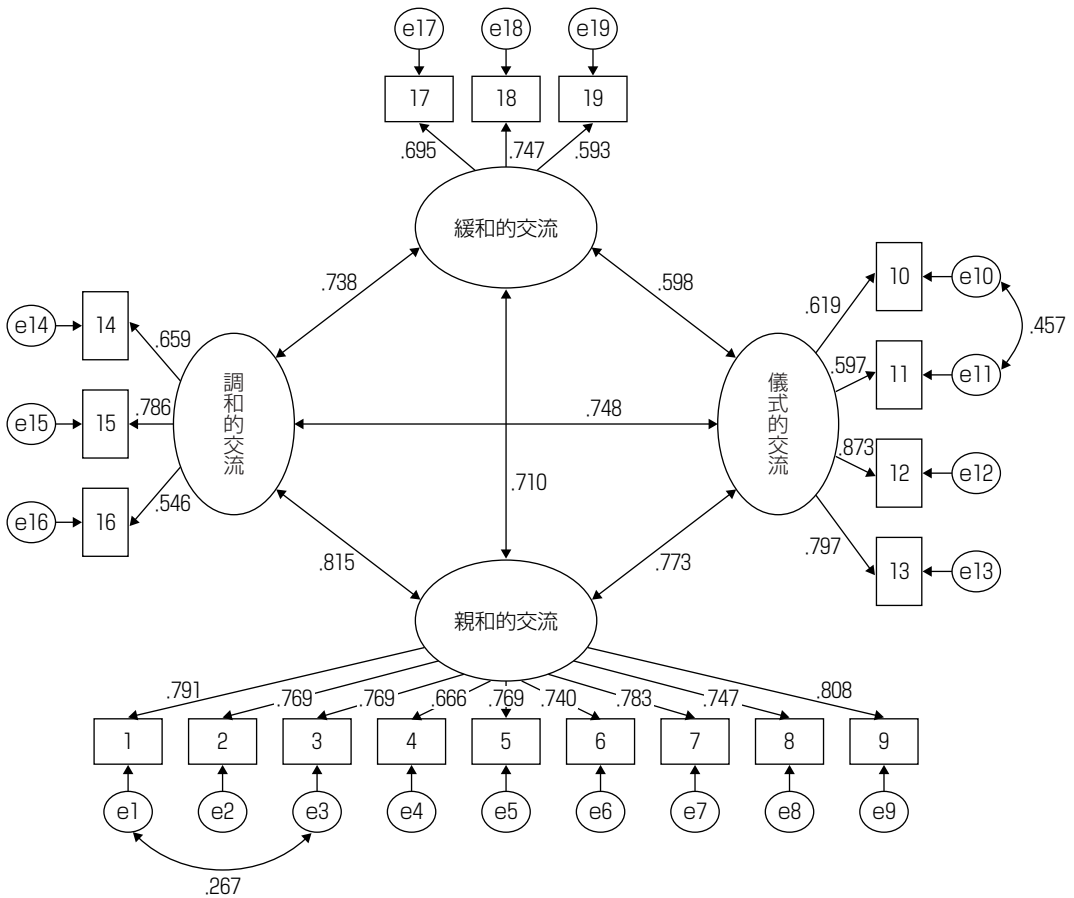 e17 e18 e19
17 18 19
.695 .747 .593
緩和的交流
.738 .598
e14 14 .659
e15 15 .786
e16 16 .546
調和的交流
.748
.710
儀式的交流
.619 10 e10
.457
.597 11 e11
.873 12 e12
.797 13 e13
.815 .773
親和的交流
.791 .769 .769 .666 .769 .740 .783 .747 .808
1 2 3 4 5 6 7 8 9
e1 e2 e3 e4 e5 e6 e7 e8 e9
.267